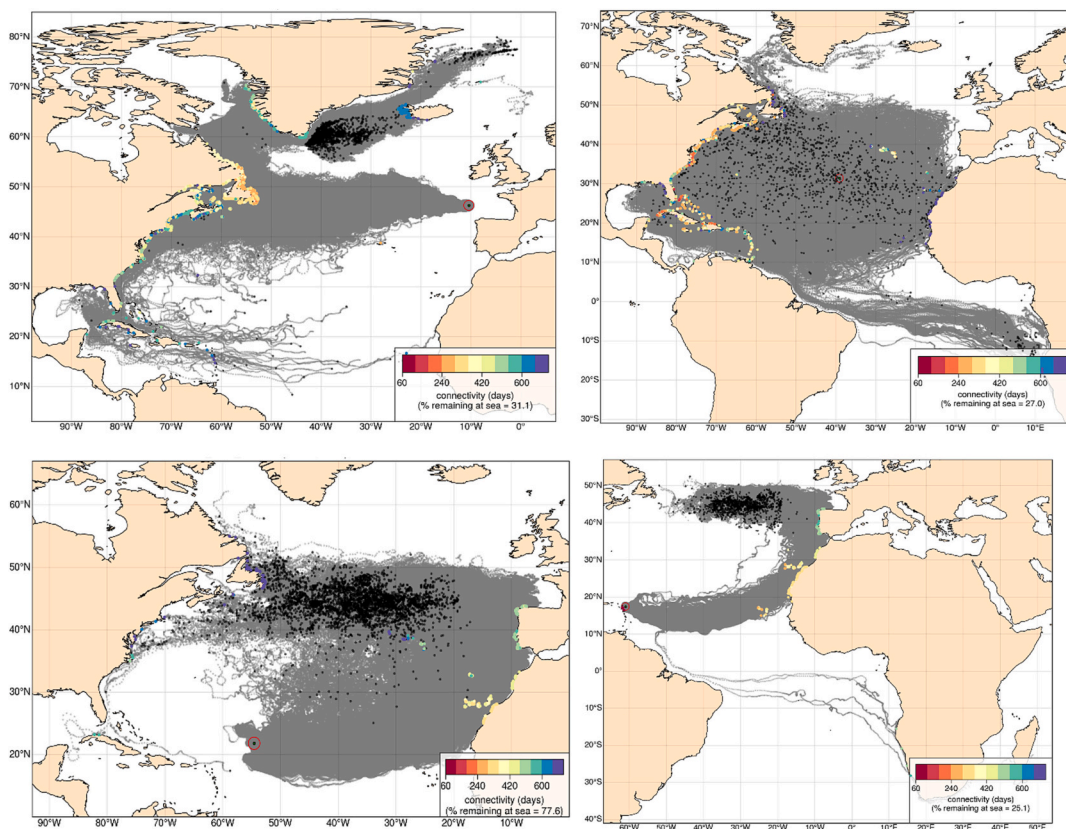 80°N
70°N
60°N
50°N
40°N
30°N
20°N
10°N
60 240 420 600
connectivity (days)
(% remaining at sea = 31.1)
90°W 80°W 70°W 60°W 50°W 40°W 30°W 20°W 10°W 0°
70°N
60°N
50°N
40°N
30°N
20°N
10°N
0°
10°S
20°S
30°S
60 240 420 600
connectivity (days)
(% remaining at sea = 27.0)
90°W 80°W 70°W 60°W 50°W 40°W 30°W 20°W 10°W 0° 10°E
60°N
50°N
40°N
30°N
20°N
60 240 420 600
connectivity (days)
(% remaining at sea = 77.6)
90°W 80°W 70°W 60°W 50°W 40°W 30°W 20°W 10°W
50°N
40°N
30°N
20°N
10°N
0°
10°S
20°S
30°S
40°S
60 240 420 600
connectivity (days)
(% remaining at sea = 25.1)
60°W 50°W 40°W 30°W 20°W 10°W 0° 10°E 20°E 30°E 40°E 50°E